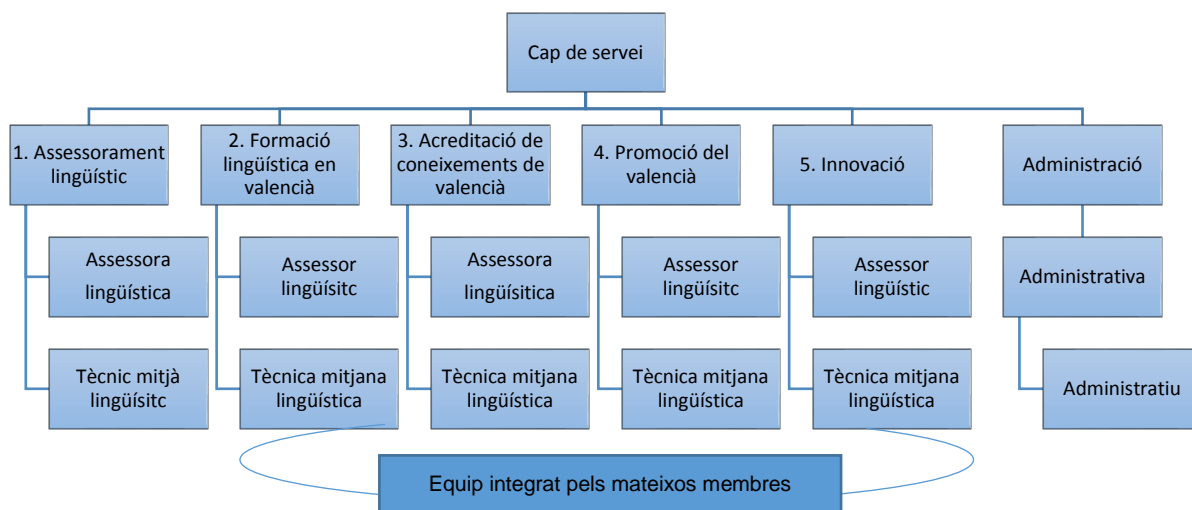 Cap de servei
1. Assessorament
lingüístic
2. Formació
lingüística en
valencià
3. Acreditació de
coneixements de
valencià
4. Promoció del
valencià
5. Innovació
Administració
Assessora
lingüística
Assessor
lingüísitc
Assessora
lingüísitica
Assessor
lingüísitc
Assessor
lingüístic
Administrativa
Tècnic mitjà
lingüísitc
Tècnica mitjana
lingüística
Tècnica mitjana
lingüística
Tècnica mitjana
lingüística
Tècnica mitjana
lingüística
Administratiu
Equip integrat pels mateixos membres